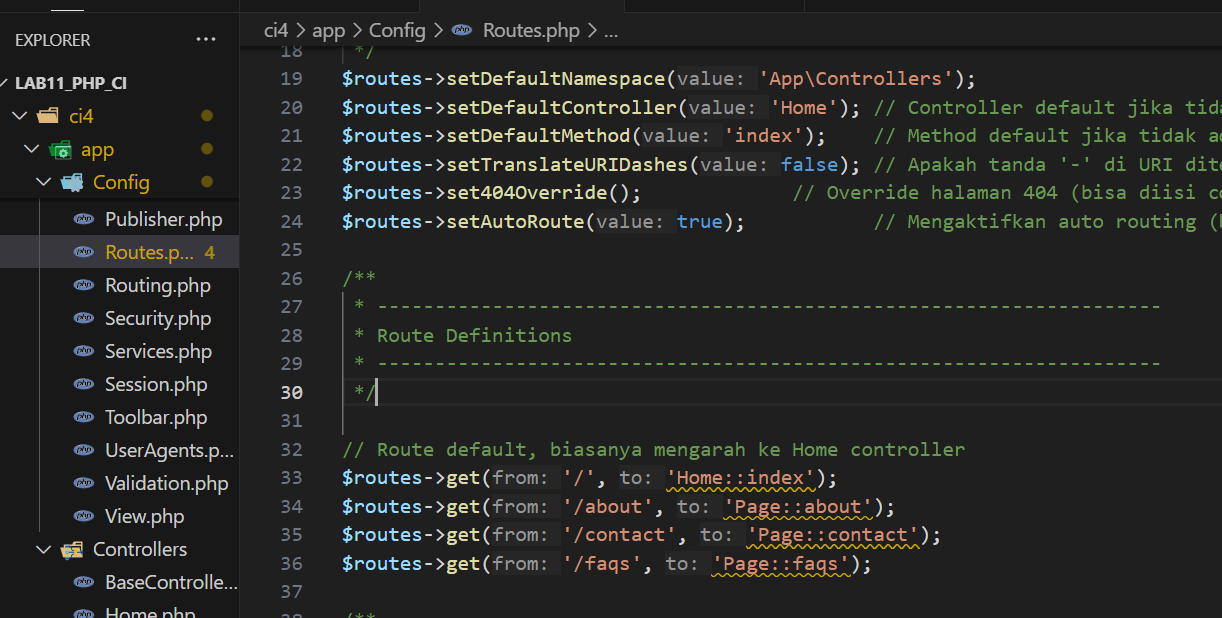 EXPLORER ···
LAB11_PHP_CI
ci4
app
Config
Publisher.php
Routes.p... 4
Routing.php
Security.php
Services.php
Session.php
Toolbar.php
UserAgents.p...
Validation.php
View.php
Controllers
BaseControlle...
Home.php
ci4 > app > Config > Routes.php > ...
18 */
19 $routes->setDefaultNamespace(value: 'App\Controllers');
20 $routes->setDefaultController(value: 'Home'); // Controller default jika
21 $routes->setDefaultMethod(value: 'index'); // Method default jika tidak
22 $routes->setTranslateURIDashes(value: false); // Apakah tanda '-' di URI
23 $routes->set404Override(); // Override halaman 404 (bisa diisi
24 $routes->setAutoRoute(value: true); // Mengaktifkan auto routing
25
26 /**
27 * --------------------------------------------------------------------
28 * Route Definitions
29 * --------------------------------------------------------------------
30 */
31
32 // Route default, biasanya mengarah ke Home controller
33 $routes->get(from: '/', to: 'Home::index');
34 $routes->get(from: '/about', to: 'Page::about');
35 $routes->get(from: '/contact', to: 'Page::contact');
36 $routes->get(from: '/faqs', to: 'Page::faqs');
37
38 /**